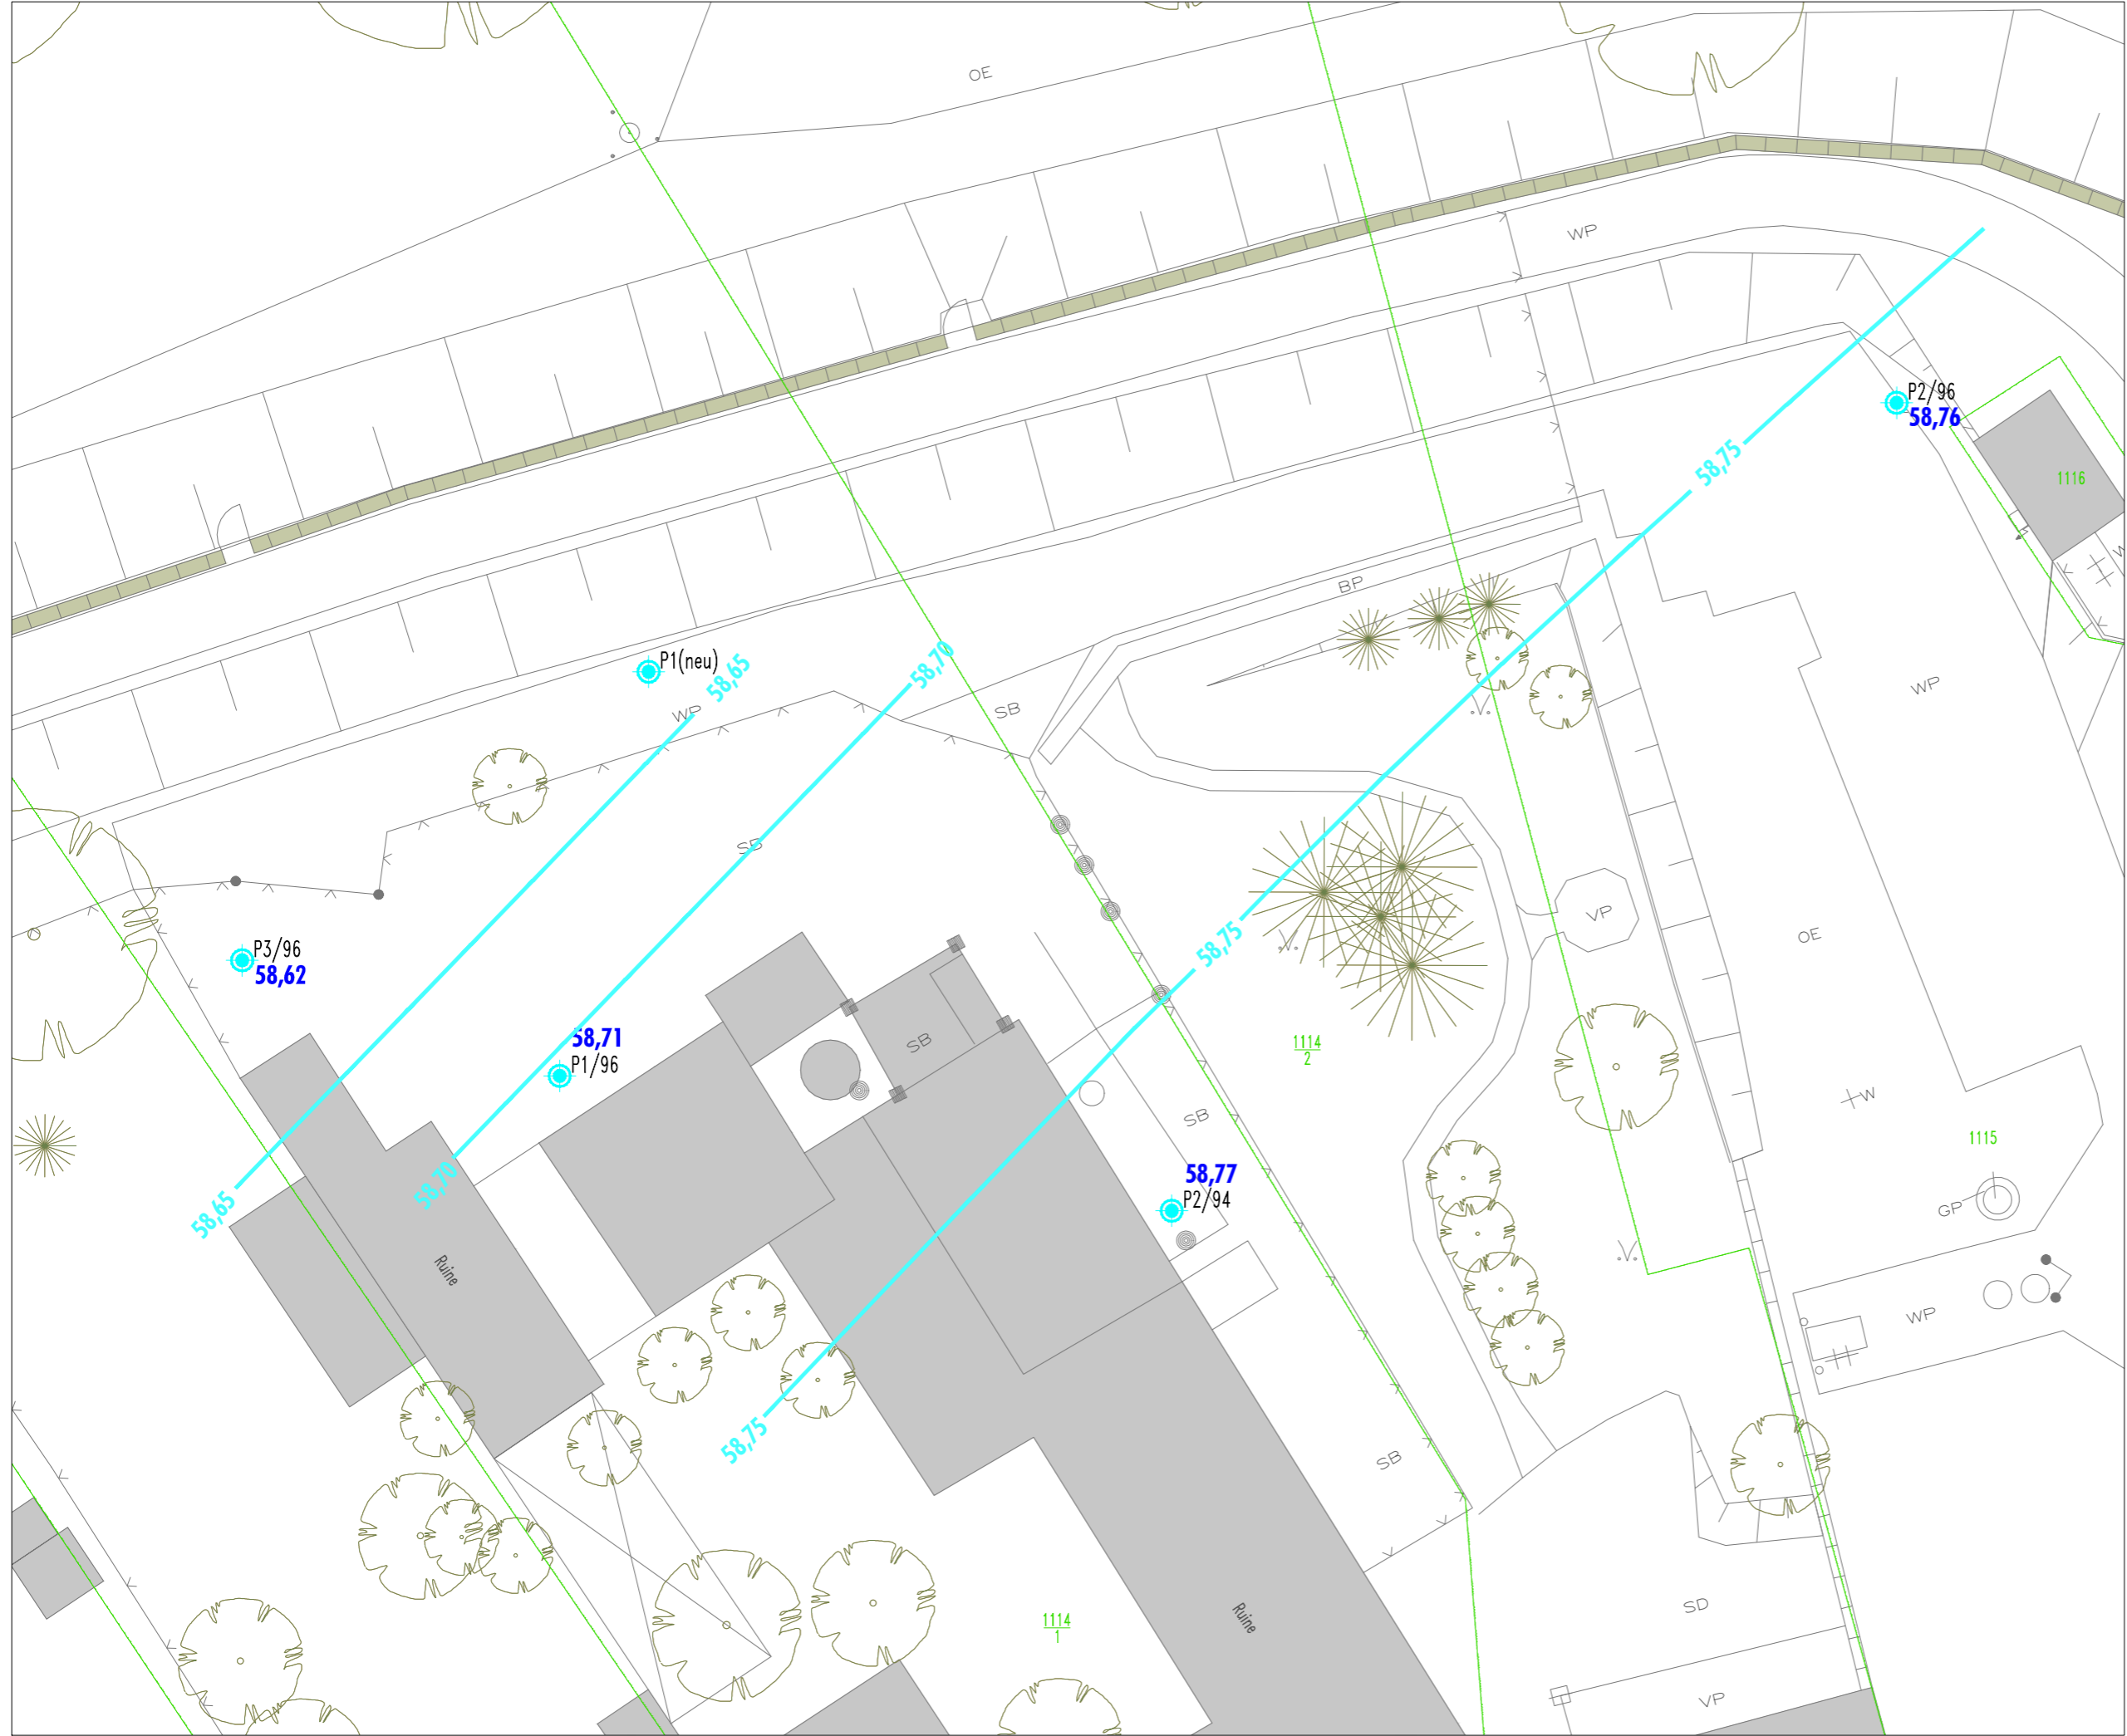 OE
WP
P2/96
58,76
58,75
1116
W
BP
58,70
P1(neu)
58,65
WP
SB
WP
SB
VP
OE
58,75
P3/96
58,62
58,71
P1/96
SB
1114
2
W
SB
1115
58,77
P2/94
58,70
58,65
GP
Ruine
WP
58,75
SB
SD
Ruine
1114
1
VP